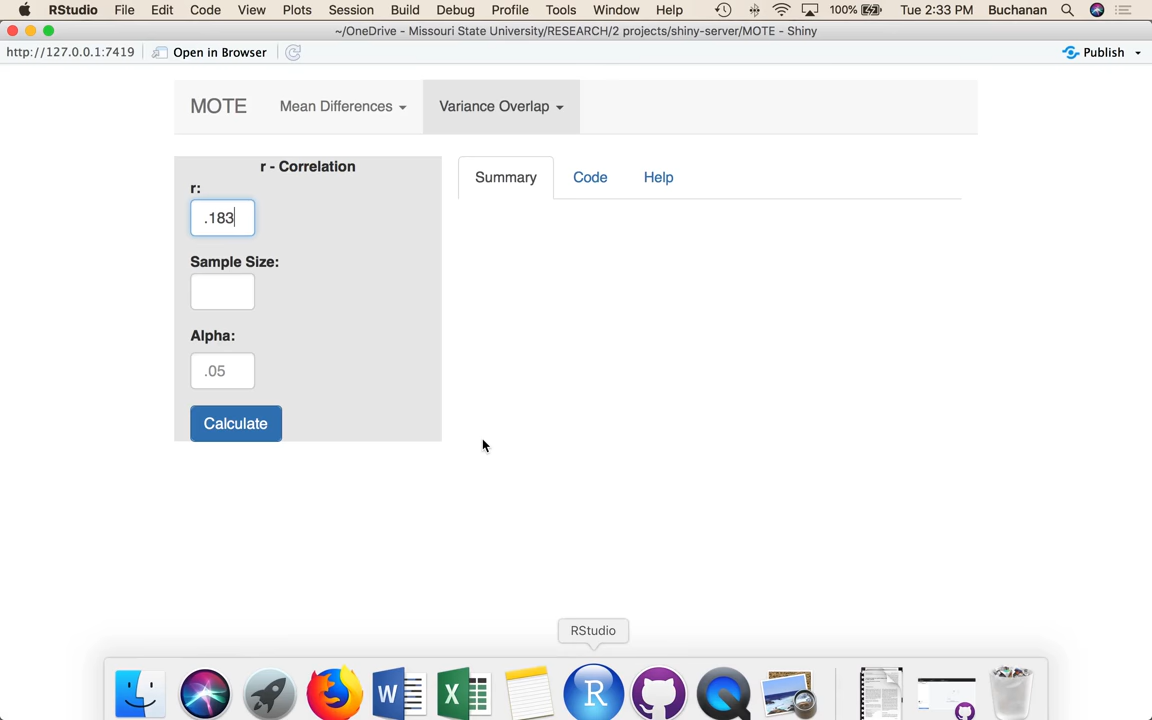 RStudio File Edit Code View Plots Session Build Debug Profile Tools Window Help 100% Tue 2:33 PM Buchanan
~/OneDrive - Missouri State University/RESEARCH/2 projects/shiny-server/MOTE - Shiny
http://127.0.0.1:7419 Open in Browser Publish
MOTE Mean Differences Variance Overlap
r - Correlation
r:
.183
Sample Size:
Alpha:
.05
Calculate
Summary Code Help
RStudio
W X R